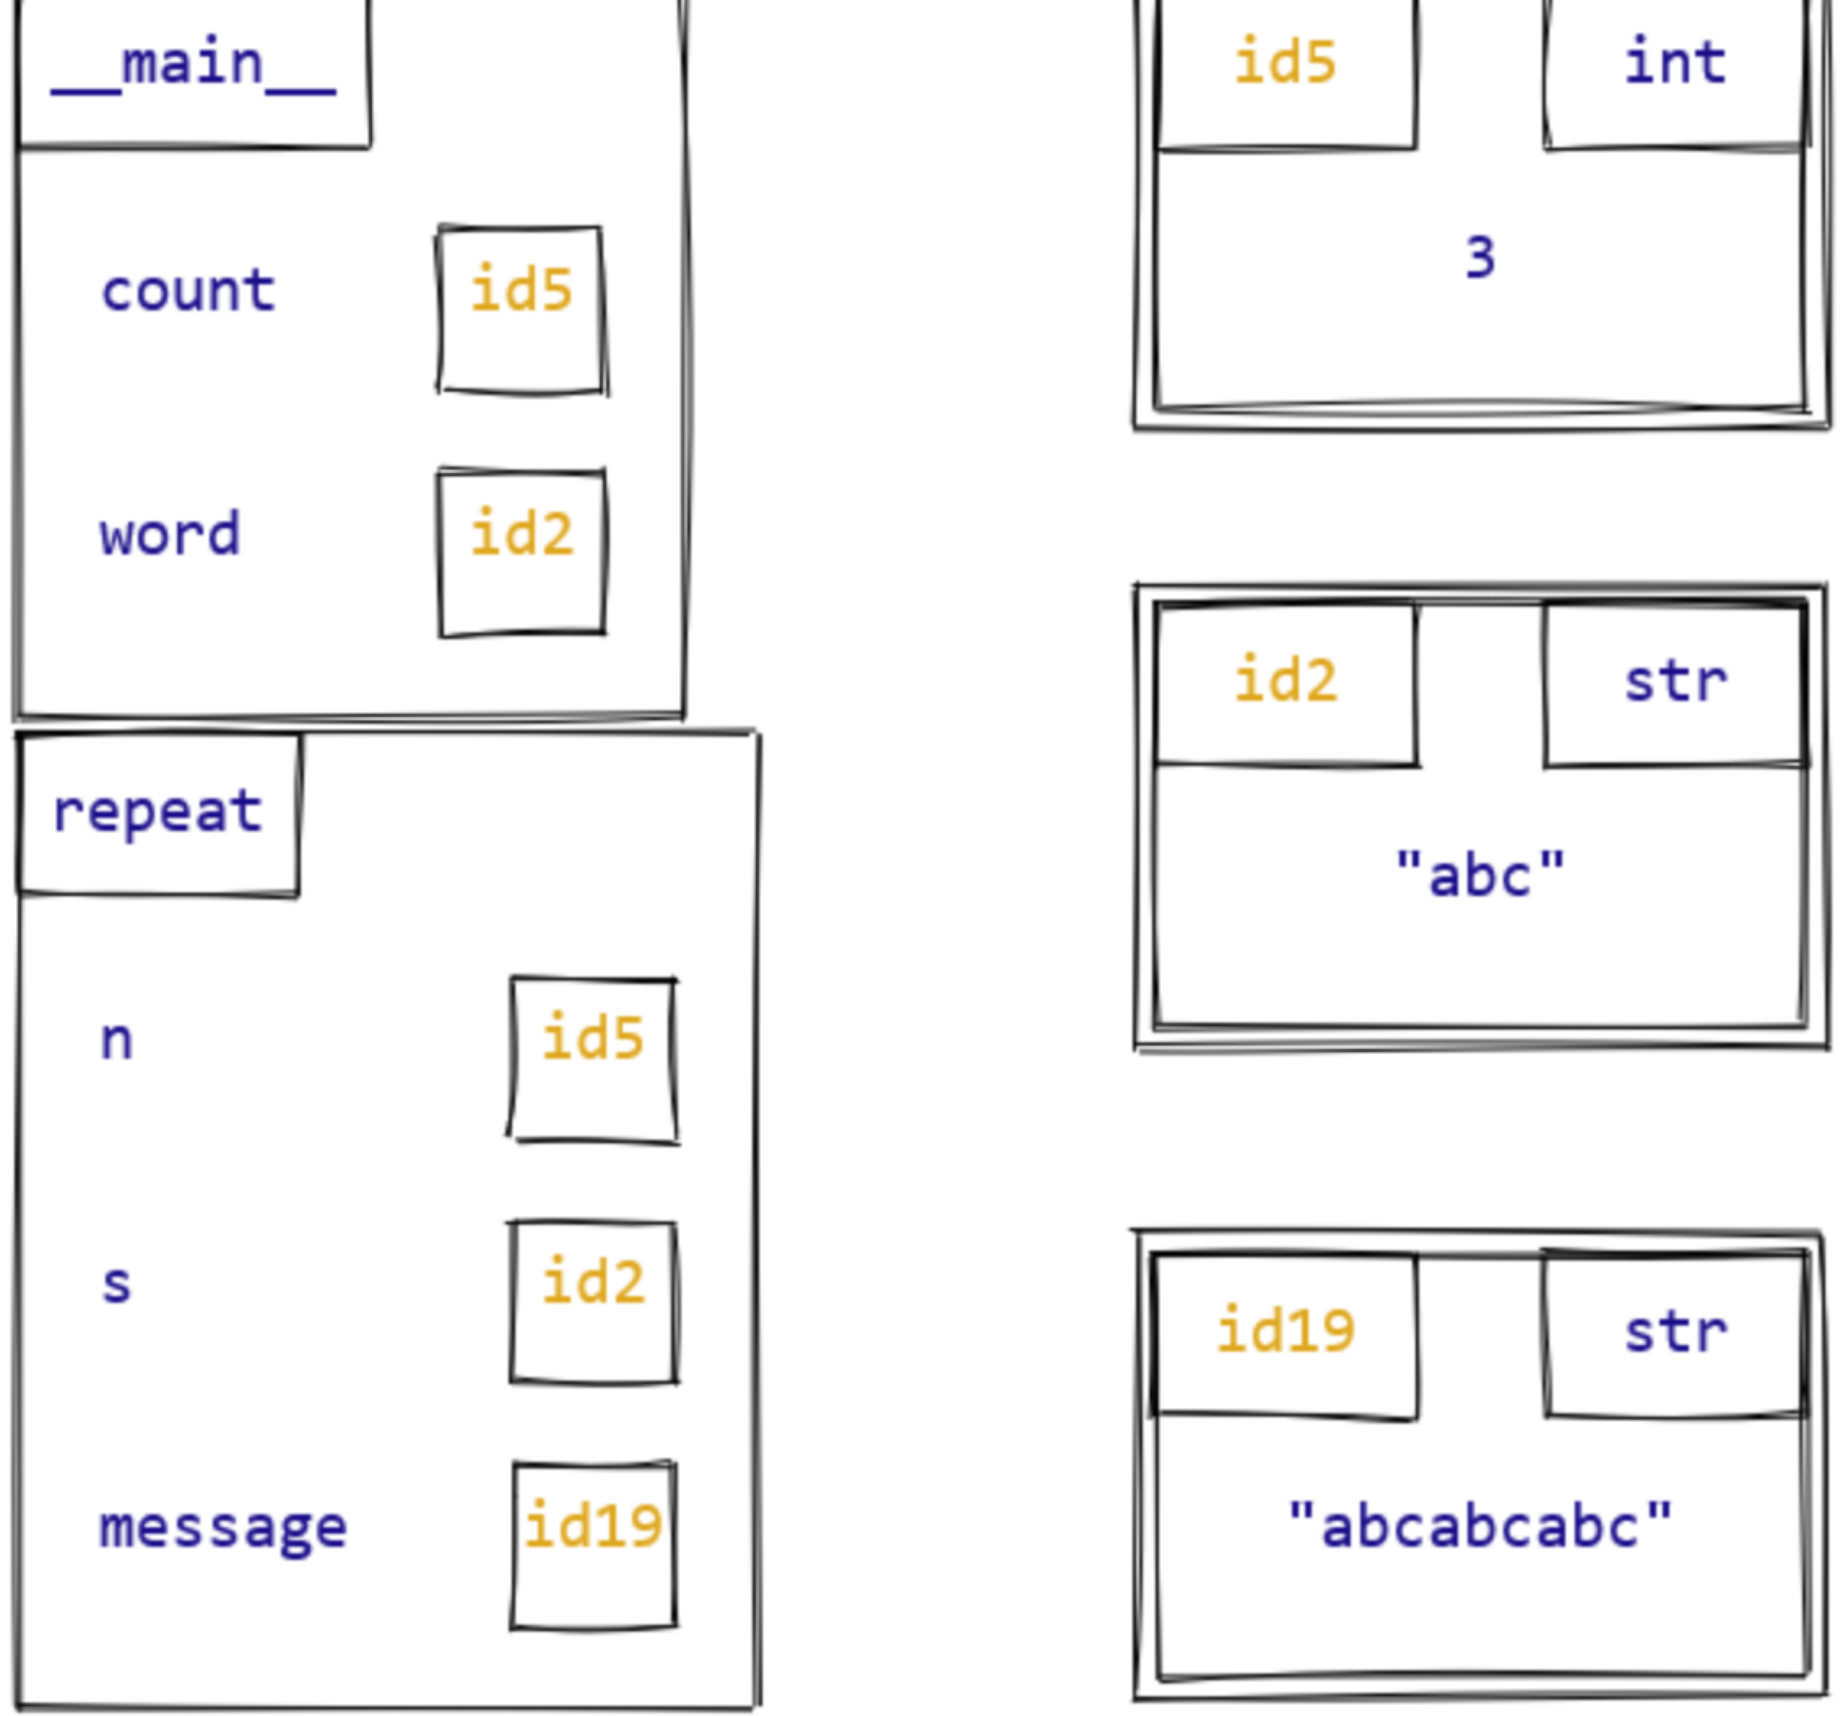 __main__
count id5
word id2
repeat
n id5
s id2
message id19
id5 int
3
id2 str
"abc"
id19 str
"abcabcabc"